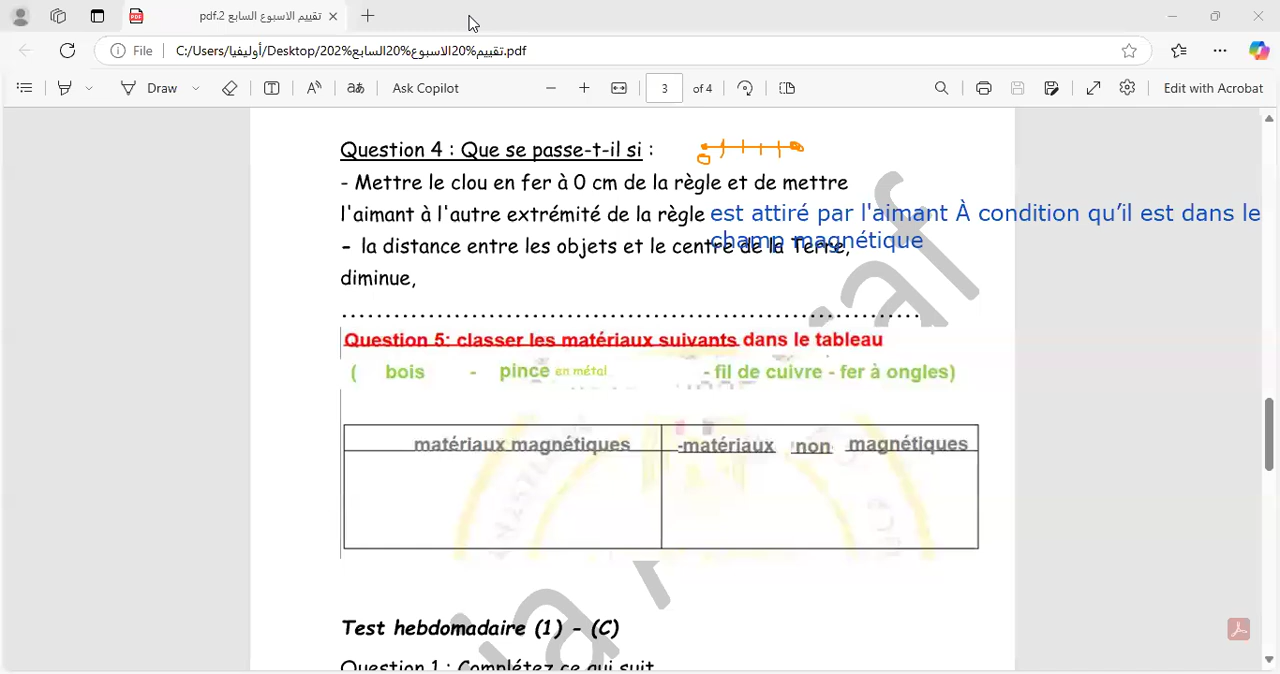 تقييم الاسبوع السابع 2.pdf
File
C:/Users/أوليفيا/Desktop/202%تقييم%20الاسبوع%20السابع.pdf
Draw
Ask Copilot
3 of 4
Edit with Acrobat
Question 4 : Que se passe-t-il si :
- Mettre le clou en fer à 0 cm de la règle et de mettre
l'aimant à l'autre extrémité de la règle est attiré par l'aimant À condition qu’il est dans le
champ magnétique
- la distance entre les objets et le centre de la Terre,
diminue,
Question 5: classer les matériaux suivants dans le tableau
( bois - pince en métal - fil de cuivre - fer à ongles)
matériaux magnétiques -matériaux non magnétiques
Test hebdomadaire (1) - (C)
Question 1 : Complétez ce qui suit